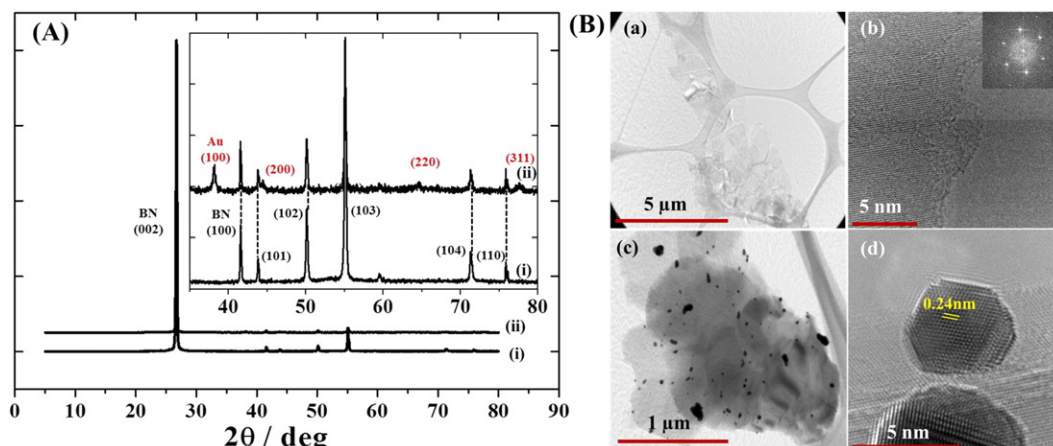 (A)
Au
(100)
(200)
(220)
(311)
(ii)
BN
(002)
BN
(100)
(102)
(103)
(101)
(104)
(110)
(i)
40 50 60 70 80
(ii)
(i)
0 10 20 30 40 50 60 70 80 90
2θ / deg
(B)
(a)
5 µm
(b)
5 nm
(c)
1 µm
(d)
0.24nm
5 nm